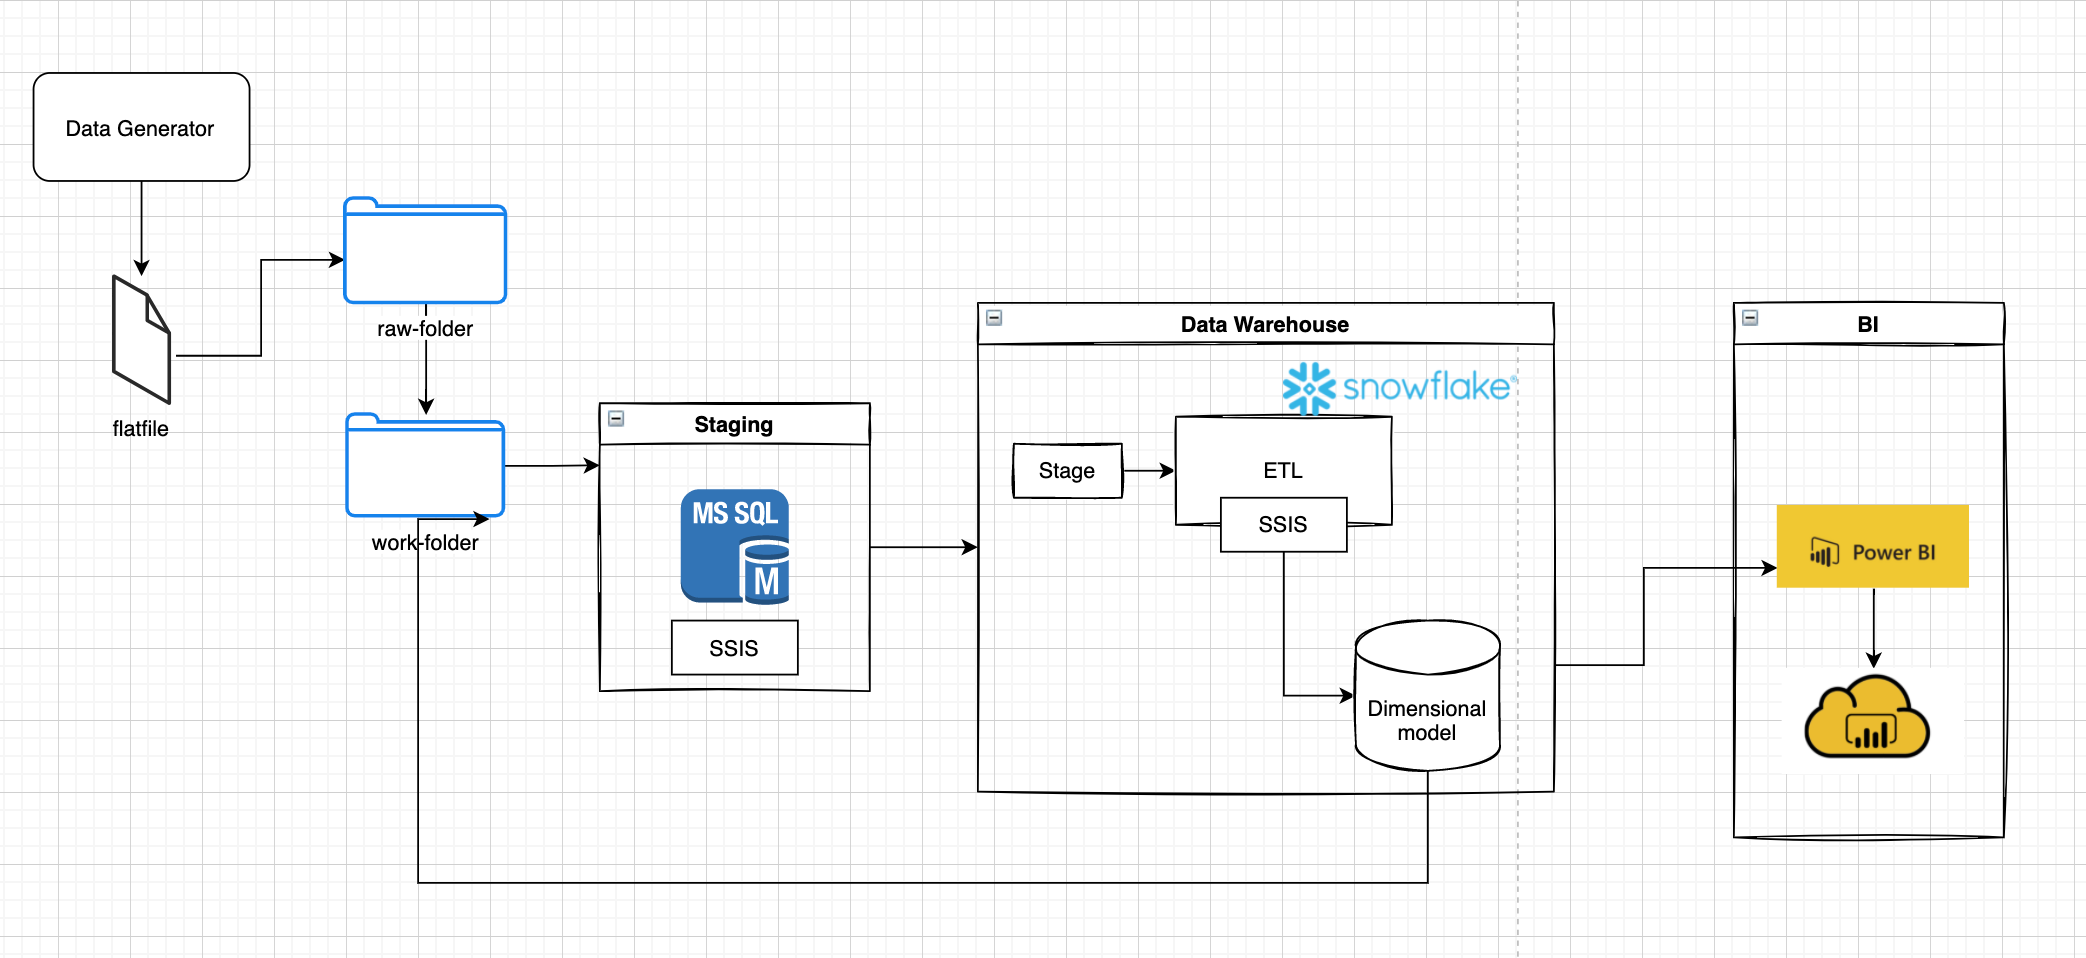 Data Generator
flatfile
raw-folder
work-folder
Staging
MS SQL
M
SSIS
Data Warehouse
snowflake®
Stage
ETL
SSIS
Dimensional
model
BI
Power BI